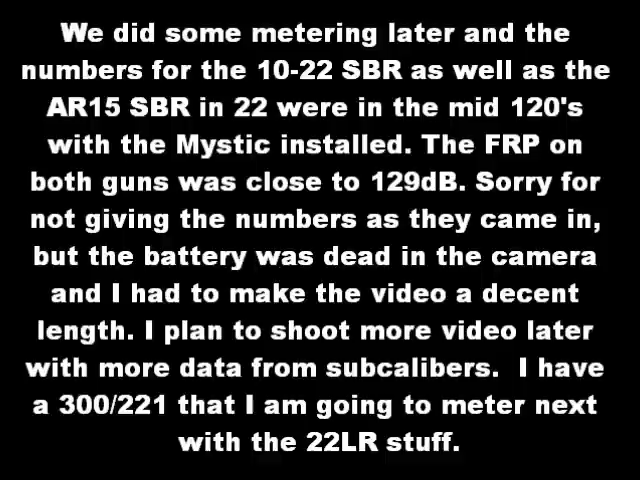 We did some metering later and the
numbers for the 10-22 SBR as well as the
AR15 SBR in 22 were in the mid 120's
with the Mystic installed. The FRP on
both guns was close to 129dB. Sorry for
not giving the numbers as they came in,
but the battery was dead in the camera
and I had to make the video a decent
length. I plan to shoot more video later
with more data from subcalibers.  I have
a 300/221 that I am going to meter next
with the 22LR stuff.